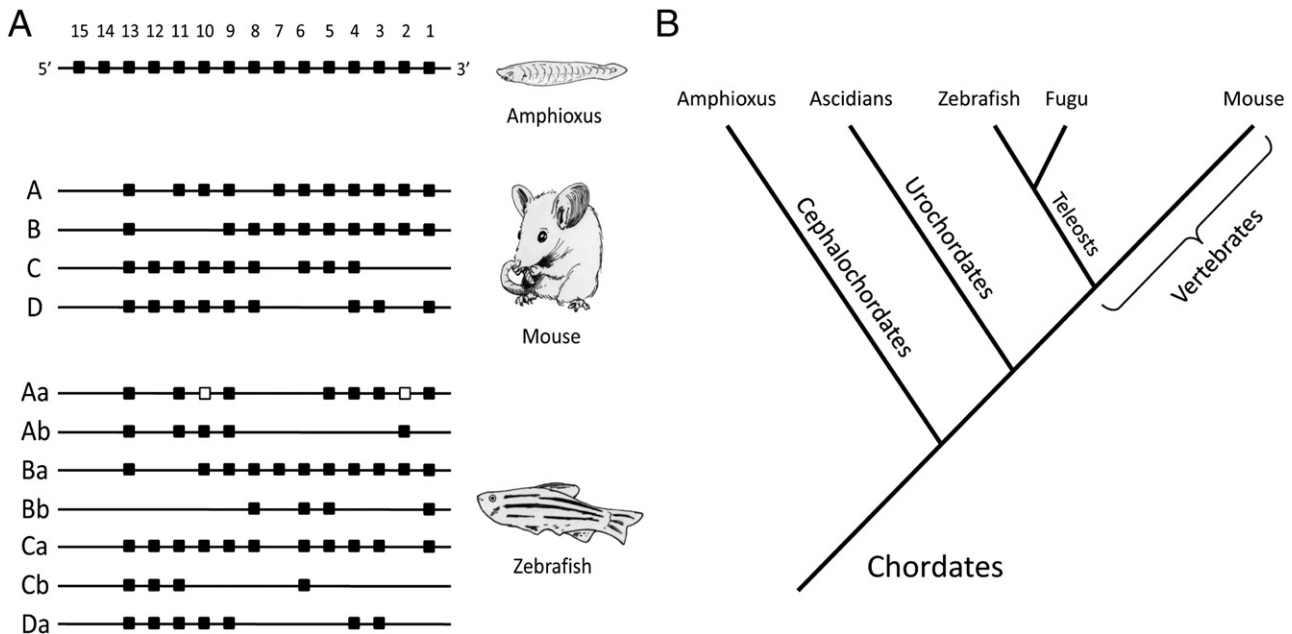 A
15 14 13 12 11 10 9 8 7 6 5 4 3 2 1
5’ 3’
Amphioxus
A
B
C
D
Mouse
Aa
Ab
Ba
Bb
Ca
Cb
Da
Zebrafish
B
Amphioxus Ascidians Zebrafish Fugu Mouse
Cephalochordates
Urochordates
Teleosts
Vertebrates
Chordates